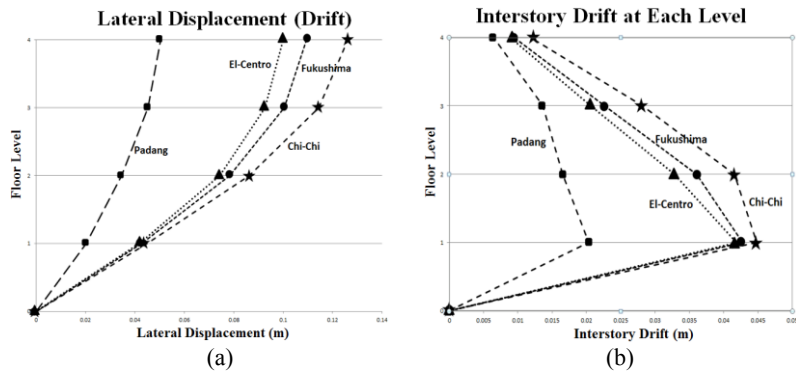 Lateral Displacement (Drift)
4
3
2
1
0
Floor Level
El-Centro
Fukushima
Padang
Chi-Chi
0 0.02 0.04 0.06 0.08 0.1 0.12 0.14
Lateral Displacement (m)
(a)
Interstory Drift at Each Level
4
3
2
1
0
Floor Level
Padang
Fukushima
El-Centro
Chi-Chi
0 0.005 0.01 0.015 0.02 0.025 0.03 0.035 0.04 0.045 0.05
Interstory Drift (m)
(b)